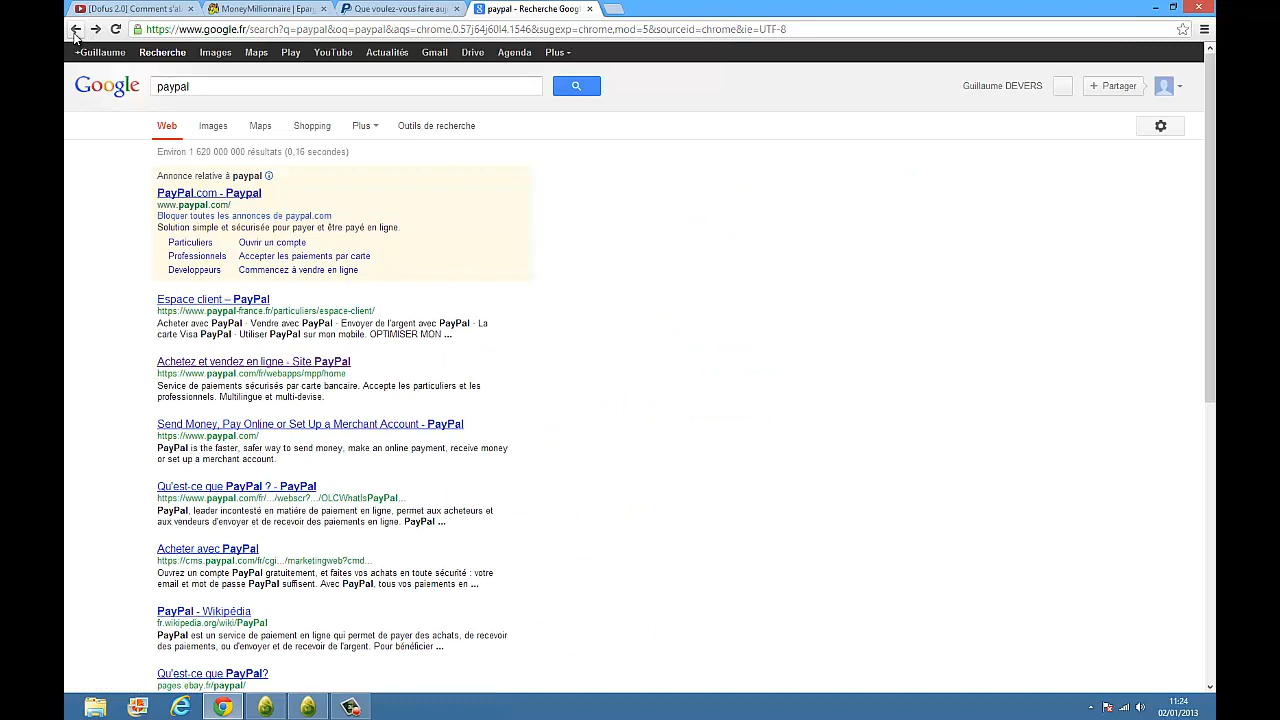 [Dofus 2.0] Comment s'al
MoneyMillionnaire | Eparg
Que voulez-vous faire auj
paypal - Recherche Googl
https://www.google.fr/search?q=paypal&oq=paypal&aqs=chrome.0.57j64j60l4.1546&sugexp=chrome,mod=5&sourceid=chrome&ie=UTF-8
+Guillaume Recherche Images Maps Play YouTube Actualités Gmail Drive Agenda Plus
Google paypal Guillaume DEVERS + Partager
Web Images Maps Shopping Plus Outils de recherche
Environ 1 620 000 000 résultats (0,16 secondes)
Annonce relative à paypal
PayPal.com - Paypal
www.paypal.com/
Bloquer toutes les annonces de paypal.com
Solution simple et sécurisée pour payer et être payé en ligne.
Particuliers Ouvrir un compte
Professionnels Accepter les paiements par carte
Developpeurs Commencez à vendre en ligne
Espace client – PayPal
https://www.paypal-france.fr/particuliers/espace-client/
Acheter avec PayPal · Vendre avec PayPal · Envoyer de l'argent avec PayPal · La
carte Visa PayPal · Utiliser PayPal sur mon mobile. OPTIMISER MON ...
Achetez et vendez en ligne - Site PayPal
https://www.paypal.com/fr/webapps/mpp/home
Service de paiements sécurisés par carte bancaire. Accepte les particuliers et les
professionnels. Multilingue et multi-devise.
Send Money, Pay Online or Set Up a Merchant Account - PayPal
https://www.paypal.com/
PayPal is the faster, safer way to send money, make an online payment, receive money
or set up a merchant account.
Qu'est-ce que PayPal ? - PayPal
https://www.paypal.com/fr/.../webscr?.../OLCWhatIsPayPal...
PayPal, leader incontesté en matière de paiement en ligne, permet aux acheteurs et
aux vendeurs d'envoyer et de recevoir des paiements en ligne. PayPal ...
Acheter avec PayPal
https://cms.paypal.com/fr/cgi.../marketingweb?cmd...
Ouvrez un compte PayPal gratuitement, et faites vos achats en toute sécurité : votre
email et mot de passe PayPal suffisent. Avec PayPal, tous vos paiements en ...
PayPal - Wikipédia
fr.wikipedia.org/wiki/PayPal
PayPal est un service de paiement en ligne qui permet de payer des achats, de recevoir
des paiements, ou d'envoyer et de recevoir de l'argent. Pour bénéficier ...
Qu'est-ce que PayPal?
pages.ebay.fr/paypal/
11:24
02/01/2013